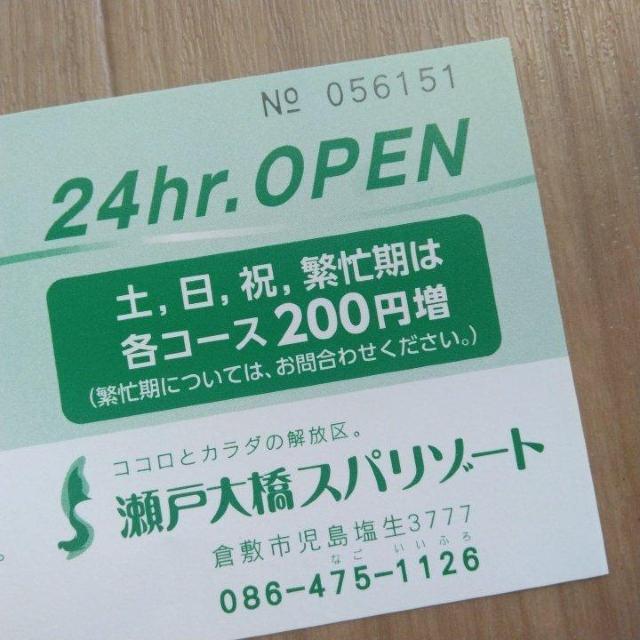 № 056151
24hr. OPEN
土, 日, 祝, 繁忙期は
各コース200円増
(繁忙期については、お問合わせください。)
ココロとカラダの解放区。
瀬戸大橋スパリゾート
。
倉敷市児島塩生3777
なご いいふろ
086-475-1126